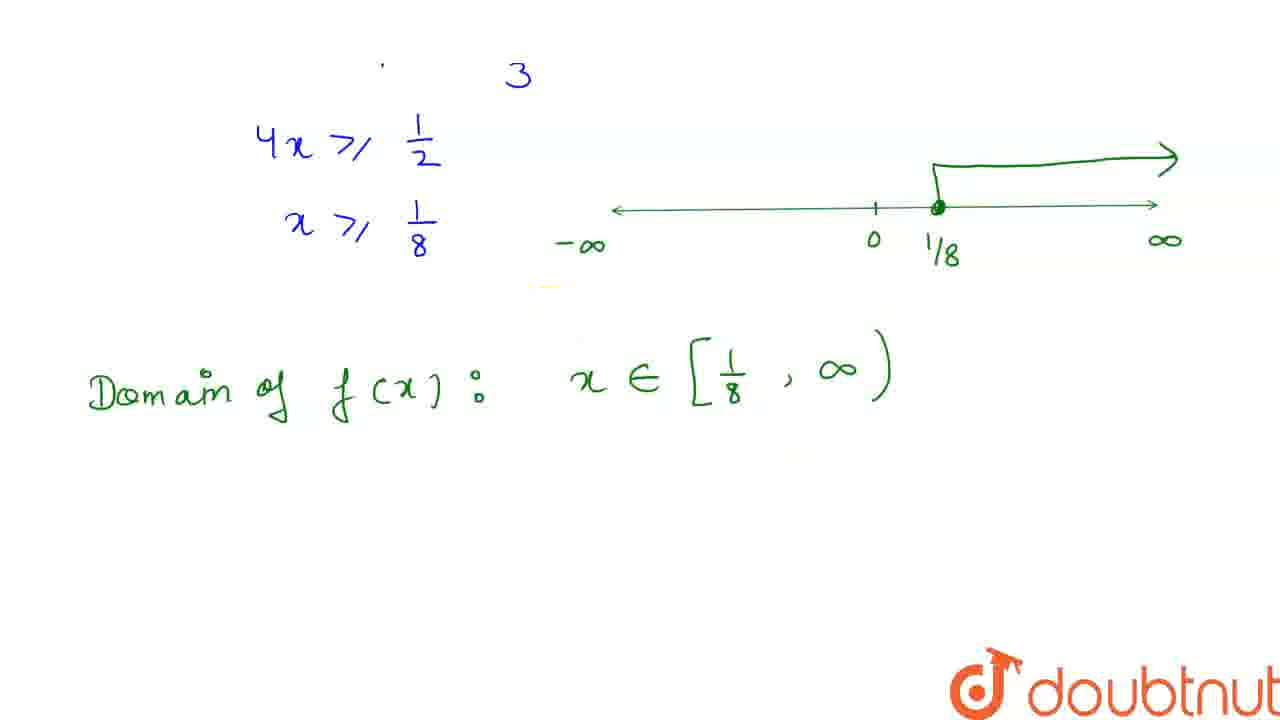 3
4x ≥ 1/2
x ≥ 1/8
-∞ 0 1/8 ∞
Domain of f(x) : x ∈ [1/8, ∞)
doubtnut